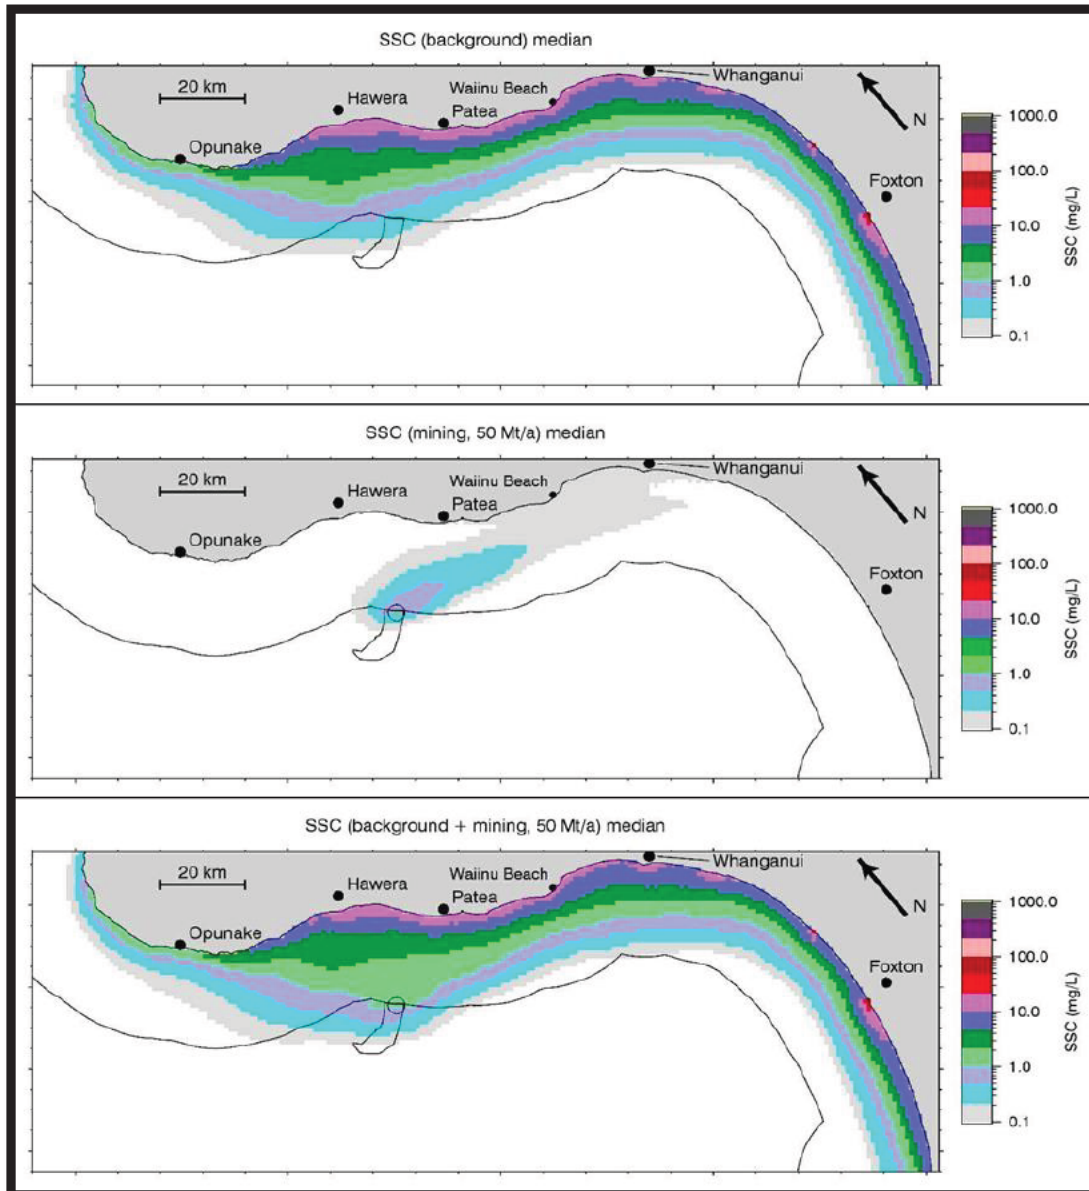 SSC (background) median
20 km
Whanganui
Waiinu Beach
Hawera
Patea
Opunake
N
Foxton
1000.0
100.0
10.0
1.0
0.1
SSC (mg/L)
SSC (mining, 50 Mt/a) median
20 km
Whanganui
Waiinu Beach
Hawera
Patea
Opunake
N
Foxton
1000.0
100.0
10.0
1.0
0.1
SSC (mg/L)
SSC (background + mining, 50 Mt/a) median
20 km
Whanganui
Waiinu Beach
Hawera
Patea
Opunake
N
Foxton
1000.0
100.0
10.0
1.0
0.1
SSC (mg/L)